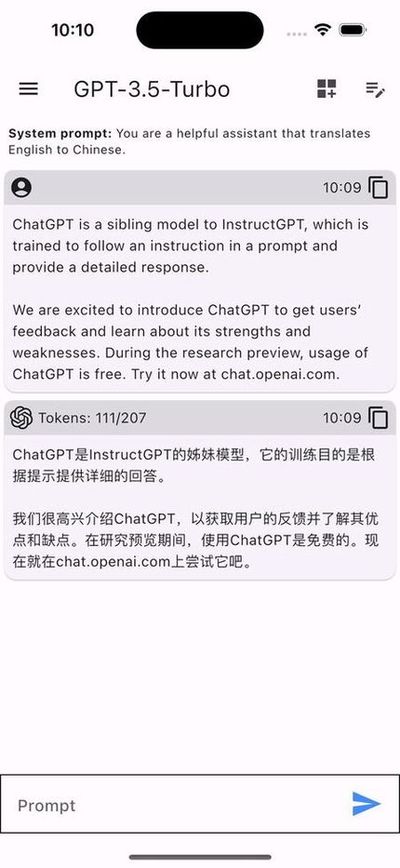 10:10
GPT-3.5-Turbo
System prompt: You are a helpful assistant that translates
English to Chinese.
10:09
ChatGPT is a sibling model to InstructGPT, which is
trained to follow an instruction in a prompt and
provide a detailed response.
We are excited to introduce ChatGPT to get users’
feedback and learn about its strengths and
weaknesses. During the research preview, usage of
ChatGPT is free. Try it now at chat.openai.com.
Tokens: 111/207
10:09
ChatGPT是InstructGPT的姊妹模型，它的训练目的是根
据提示提供详细的回答。
我们很高兴介绍ChatGPT，以获取用户的反馈并了解其优
点和缺点。在研究预览期间，使用ChatGPT是免费的。现
在就在chat.openai.com上尝试它吧。
Prompt